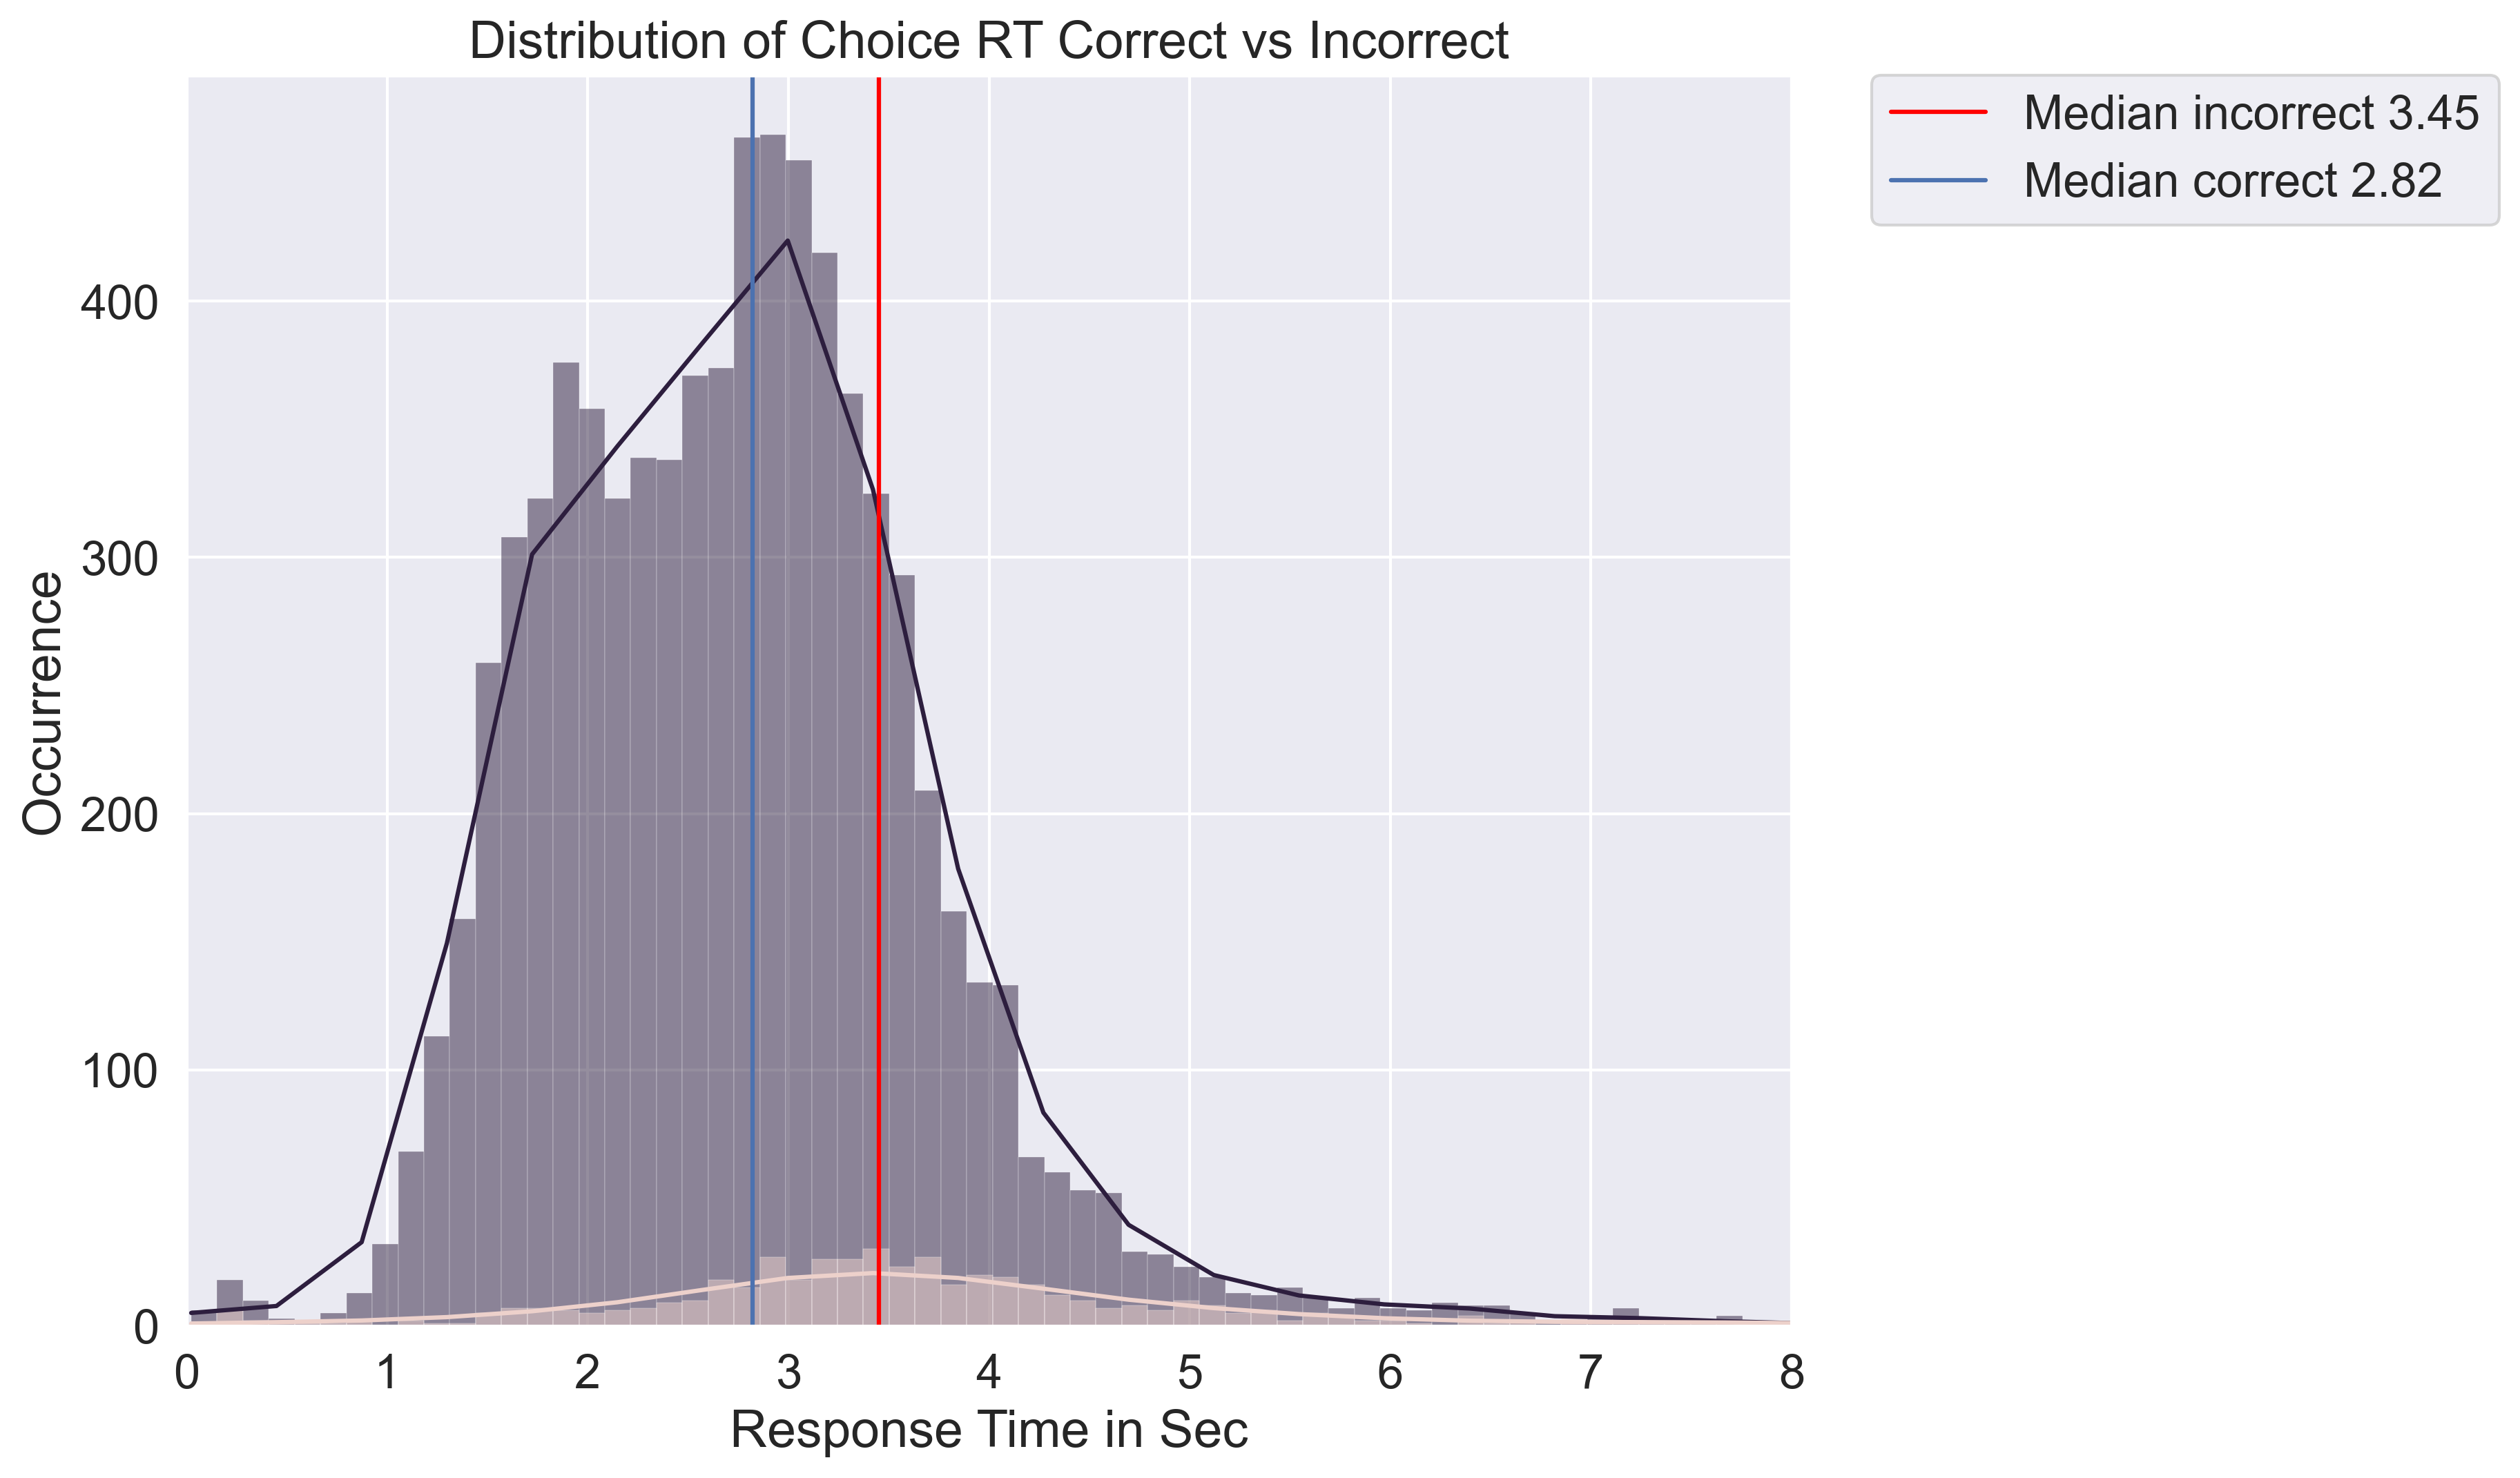 Distribution of Choice RT Correct vs Incorrect
Median incorrect 3.45
Median correct 2.82
Occurrence
400
300
200
100
0
0 1 2 3 4 5 6 7 8
Response Time in Sec